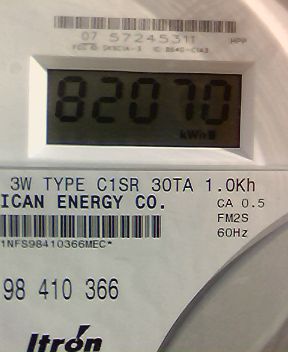 07 57245311
HPP
82070
kWh
3W TYPE C1SR 30TA 1.0Kh
ICAN ENERGY CO.
CA 0.5
FM2S
60Hz
1NFS98410366MEC*
98 410 366
Itron